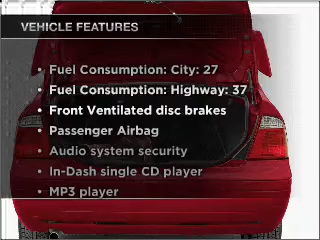 VEHICLE FEATURES
• Fuel Consumption: City: 27
• Fuel Consumption: Highway: 37
• Front Ventilated disc brakes
• Passenger Airbag
• Audio system security
• In-Dash single CD player
• MP3 player